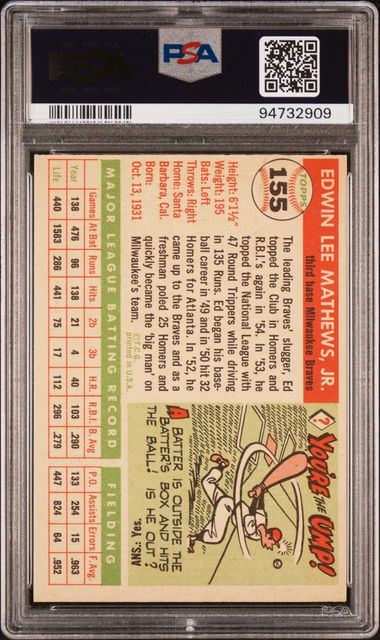 PSA
PSA
94732909
TOPPS
155
EDWIN LEE MATHEWS, JR.
third base Milwaukee Braves
Height: 6'1½"
Weight: 195
Bats: Left
Throws: Right
Home: Santa
Barbara, Cal.
Born:
Oct. 13, 1931
The leading Braves' slugger, Ed
topped the Club in Homers and
R.B.I.'s again in '54. In '53, he
topped the National League with
47 Round Trippers while driving
in 135 Runs. Ed began his base-
ball career in '49 and in '50 hit 32
Homers for Atlanta. In '52, he
came up to the Braves and as a
freshman poled 25 Homers and
quickly became the 'big man' on
Milwaukee's team.
© T. C. G.
printed in U.S.A.
?
YOU'RE THE UMP!
A BATTER IS OUTSIDE THE
BATTER'S BOX AND HITS
THE BALL! IS HE OUT?
ANS: Yes.
MAJOR LEAGUE BATTING RECORD
FIELDING
Games At Bat Runs Hits 2b 3b H.R. R.B.I. B. Avg P.O. Assists Errors F. Avg.
Year 138 476 96 138 21 4 40 103 .290 133 254 15 .963
Life 440 1583 286 441 75 17 112 296 .279 447 824 64 .952
PSA